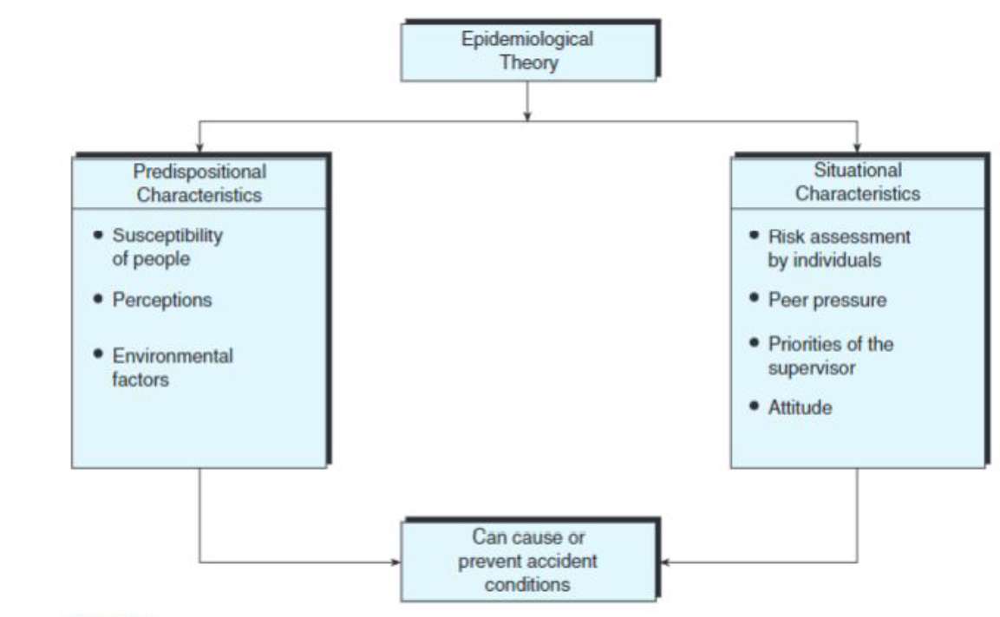 Epidemiological
Theory
Predispositional
Characteristics
• Susceptibility
of people
• Perceptions
• Environmental
factors
Situational
Characteristics
• Risk assessment
by individuals
• Peer pressure
• Priorities of the
supervisor
• Attitude
Can cause or
prevent accident
conditions